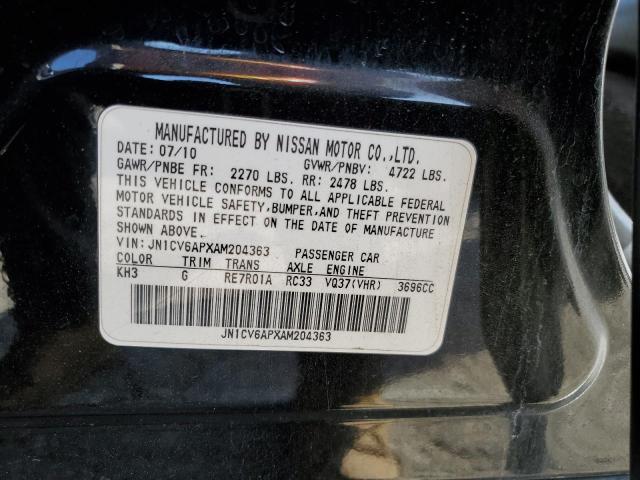 MANUFACTURED BY NISSAN MOTOR CO.,LTD.
DATE: 07/10 GVWR/PNBV: 4722 LBS.
GAWR/PNBE FR: 2270 LBS. RR: 2478 LBS.
THIS VEHICLE CONFORMS TO ALL APPLICABLE FEDERAL
MOTOR VEHICLE SAFETY, BUMPER, AND THEFT PREVENTION
STANDARDS IN EFFECT ON THE DATE OF MANUFACTURE
SHOWN ABOVE.
VIN: JN1CV6APXAM204363 PASSENGER CAR
COLOR TRIM TRANS AXLE ENGINE
KH3 G RE7R01A RC33 VQ37(VHR) 3696CC
JN1CV6APXAM204363